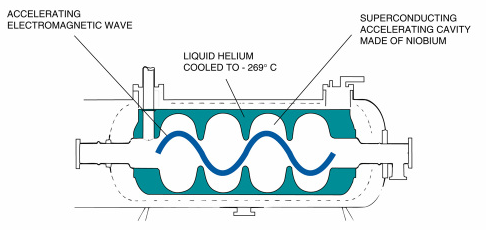 ACCELERATING
ELECTROMAGNETIC WAVE
LIQUID HELIUM
COOLED TO - 269° C
SUPERCONDUCTING
ACCELERATING CAVITY
MADE OF NIOBIUM